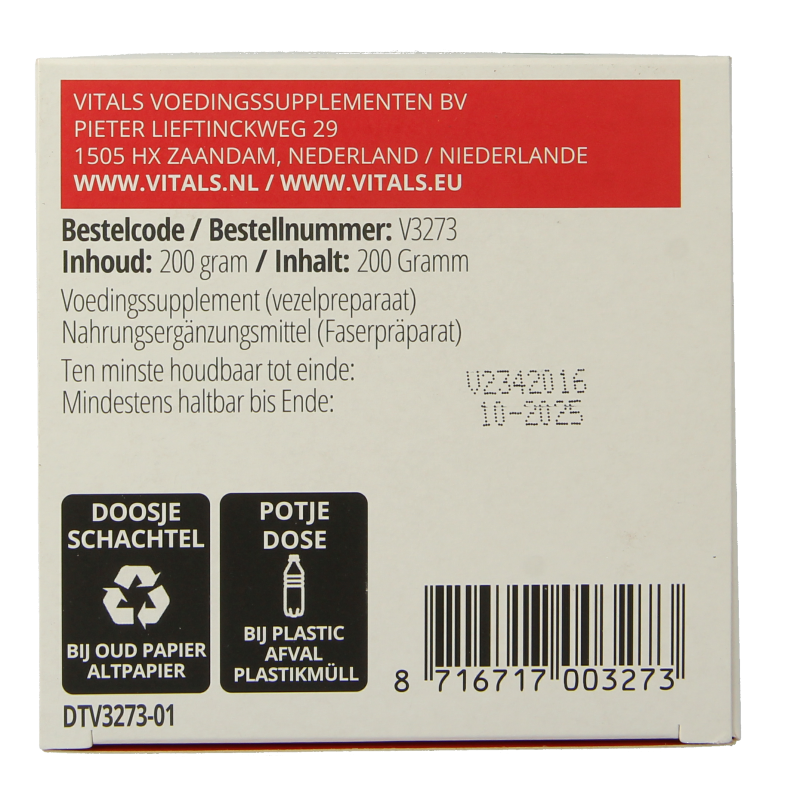 VITALS VOEDINGSSUPPLEMENTEN BV
PIETER LIEFTINCKWEG 29
1505 HX ZAANDAM, NEDERLAND / NIEDERLANDE
WWW.VITALS.NL / WWW.VITALS.EU
Bestelcode / Bestellnummer: V3273
Inhoud: 200 gram / Inhalt: 200 Gramm
Voedingssupplement (vezelpreparaat)
Nahrungsergänzungsmittel (Faserpräparat)
Ten minste houdbaar tot einde:
Mindestens haltbar bis Ende:
V2342016
10-2025
DOOSJE
SCHACHTEL
BIJ OUD PAPIER
ALTPAPIER
POTJE
DOSE
BIJ PLASTIC
AFVAL
PLASTIKMÜLL
8 716717 003273
DTV3273-01